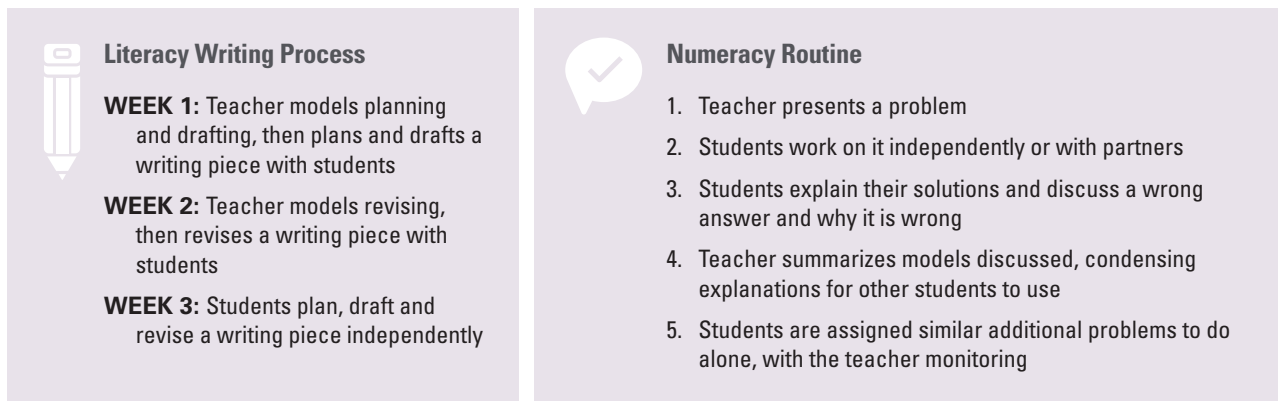 Literacy Writing Process
WEEK 1: Teacher models planning
and drafting, then plans and drafts a
writing piece with students
WEEK 2: Teacher models revising,
then revises a writing piece with
students
WEEK 3: Students plan, draft and
revise a writing piece independently
Numeracy Routine
1. Teacher presents a problem
2. Students work on it independently or with partners
3. Students explain their solutions and discuss a wrong
answer and why it is wrong
4. Teacher summarizes models discussed, condensing
explanations for other students to use
5. Students are assigned similar additional problems to do
alone, with the teacher monitoring